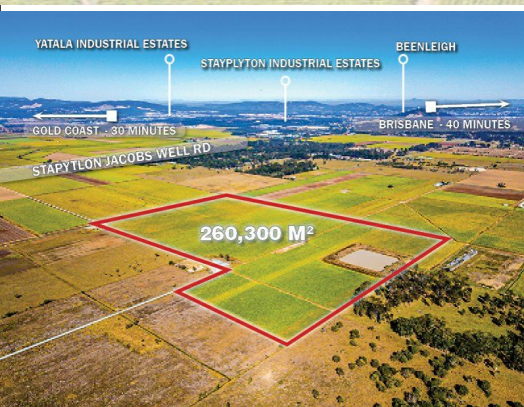 YATALA INDUSTRIAL ESTATES
STAYPLYTON INDUSTRIAL ESTATES
BEENLEIGH
GOLD COAST - 30 MINUTES
BRISBANE - 40 MINUTES
STAPYTLON JACOBS WELL RD
260,300 M²